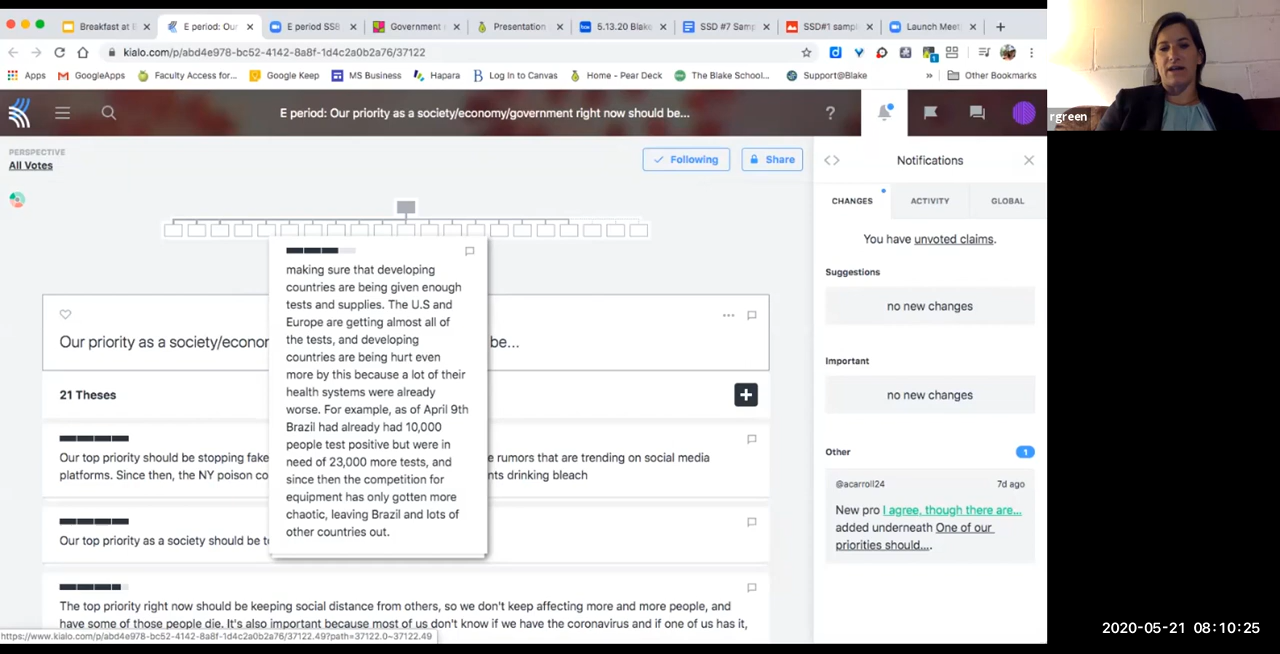 Breakfast at B
E period: Our
E period SS8
Government
Presentation
5.13.20 Blake
SSD #7 Samp
SSD#1 sampl
Launch Meet
kialo.com/p/abd4e978-bc52-4142-8a8f-1d4c2a0b2a76/37122
Apps GoogleApps Faculty Access for... Google Keep MS Business Hapara Log In to Canvas Home - Pear Deck The Blake School... Support@Blake » Other Bookmarks
E period: Our priority as a society/economy/government right now should be...
?
rgreen
PERSPECTIVE
All Votes
Following
Share
making sure that developing
countries are being given enough
tests and supplies. The U.S and
Europe are getting almost all of
the tests, and developing
countries are being hurt even
more by this because a lot of their
health systems were already
worse. For example, as of April 9th
Brazil had already had 10,000
people test positive but were in
need of 23,000 more tests, and
since then the competition for
equipment has only gotten more
chaotic, leaving Brazil and lots of
other countries out.
Our priority as a society/econor be...
21 Theses
Our top priority should be stopping fake e rumors that are trending on social media
platforms. Since then, the NY poison co nts drinking bleach
Our top priority as a society should be to
The top priority right now should be keeping social distance from others, so we don't keep affecting more and more people, and
have some of those people die. It's also important because most of us don't know if we have the coronavirus and if one of us has it,
https://www.kialo.com/p/abd4e978-bc52-4142-8a8f-1d4c2a0b2a76/37122.49?path=37122.0~37122.49
Notifications
CHANGES ACTIVITY GLOBAL
You have unvoted claims.
Suggestions
no new changes
Important
no new changes
Other 1
@acarroll24 7d ago
New pro I agree, though there are...
added underneath One of our
priorities should....
2020-05-21 08:10:25